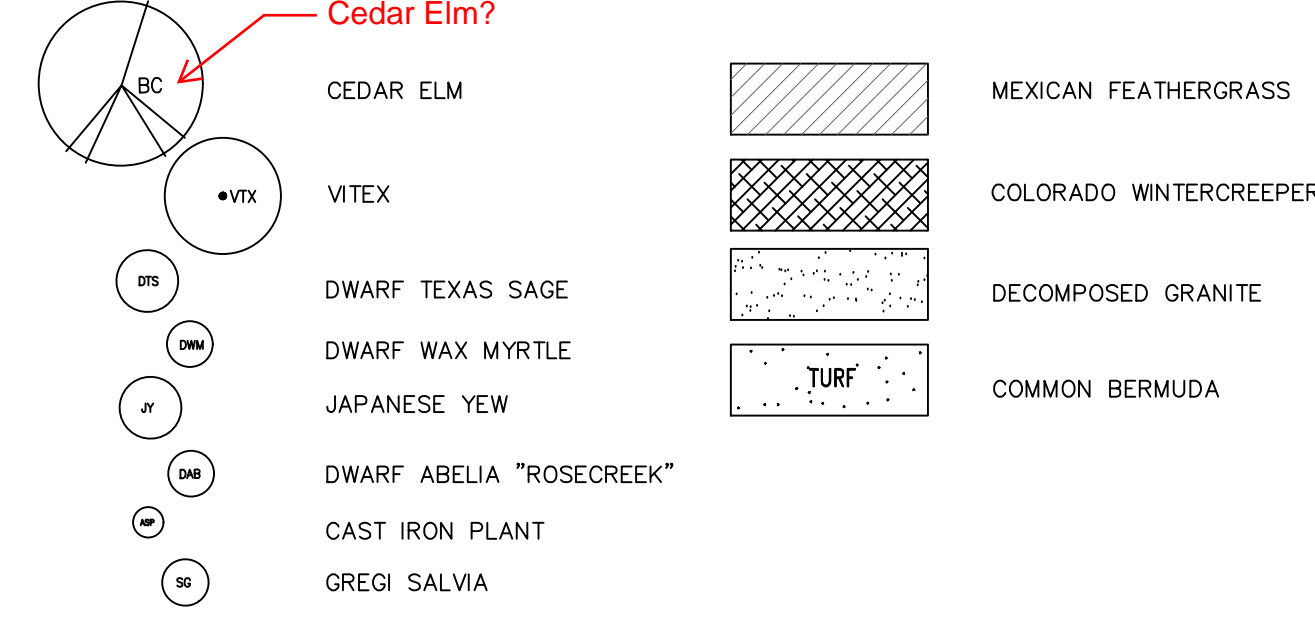 Cedar Elm?
BC
CEDAR ELM
VTX
VITEX
DTS
DWARF TEXAS SAGE
DWM
DWARF WAX MYRTLE
JY
JAPANESE YEW
DAB
DWARF ABELIA "ROSECREEK"
ASP
CAST IRON PLANT
SG
GREGI SALVIA
MEXICAN FEATHERGRASS
COLORADO WINTERCREEPER
DECOMPOSED GRANITE
TURF
COMMON BERMUDA